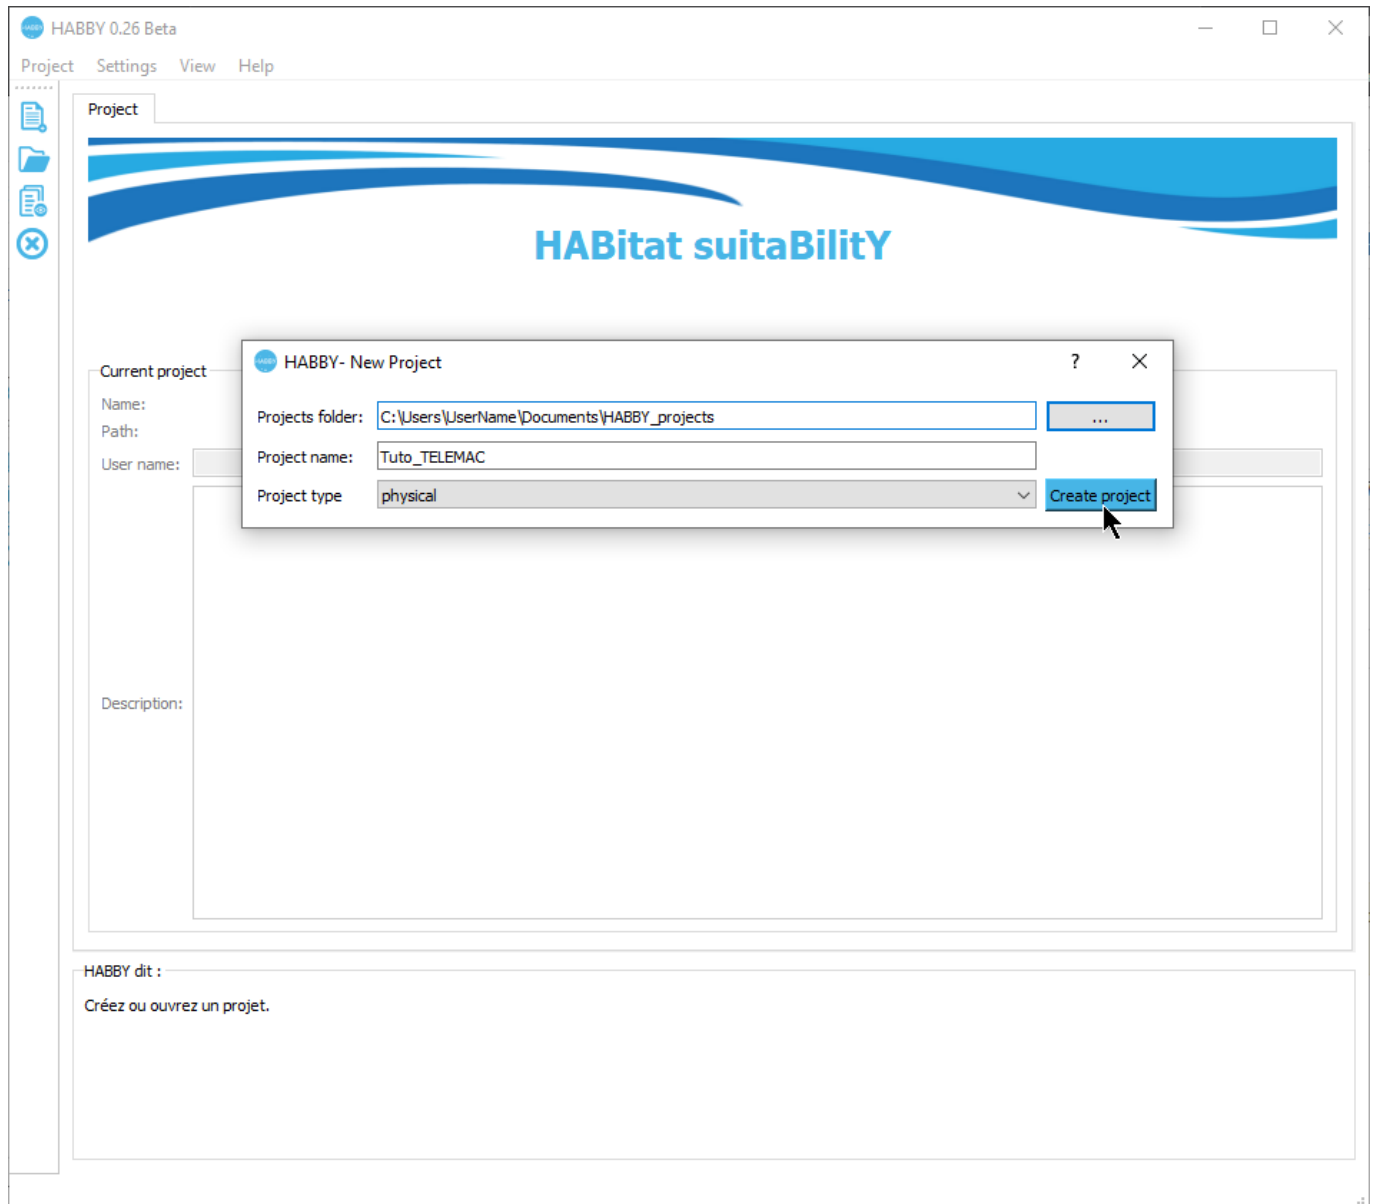 HABBY 0.26 Beta
Project Settings View Help
Project
HABitat suitaBilitY
HABBY- New Project ?
Current project
Name:
Projects folder: C:\Users\UserName\Documents\HABBY_projects ...
Path:
Project name: Tuto_TELEMAC
User name:
Project type physical Create project
Description:
HABBY dit :
Créez ou ouvrez un projet.